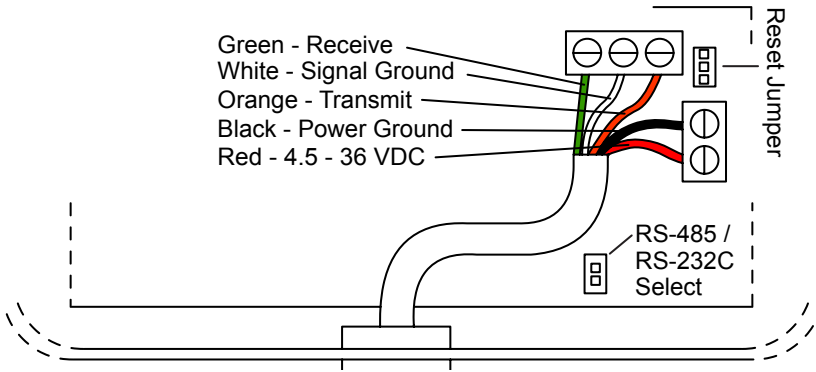 Green - Receive
White - Signal Ground
Orange - Transmit
Black - Power Ground
Red - 4.5 - 36 VDC
Reset Jumper
RS-485 /
RS-232C
Select